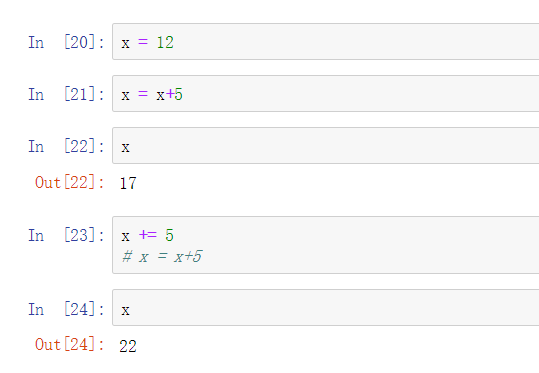 In [20]: x = 12
In [21]: x = x+5
In [22]: x
Out[22]: 17
In [23]: x += 5
# x = x+5
In [24]: x
Out[24]: 22